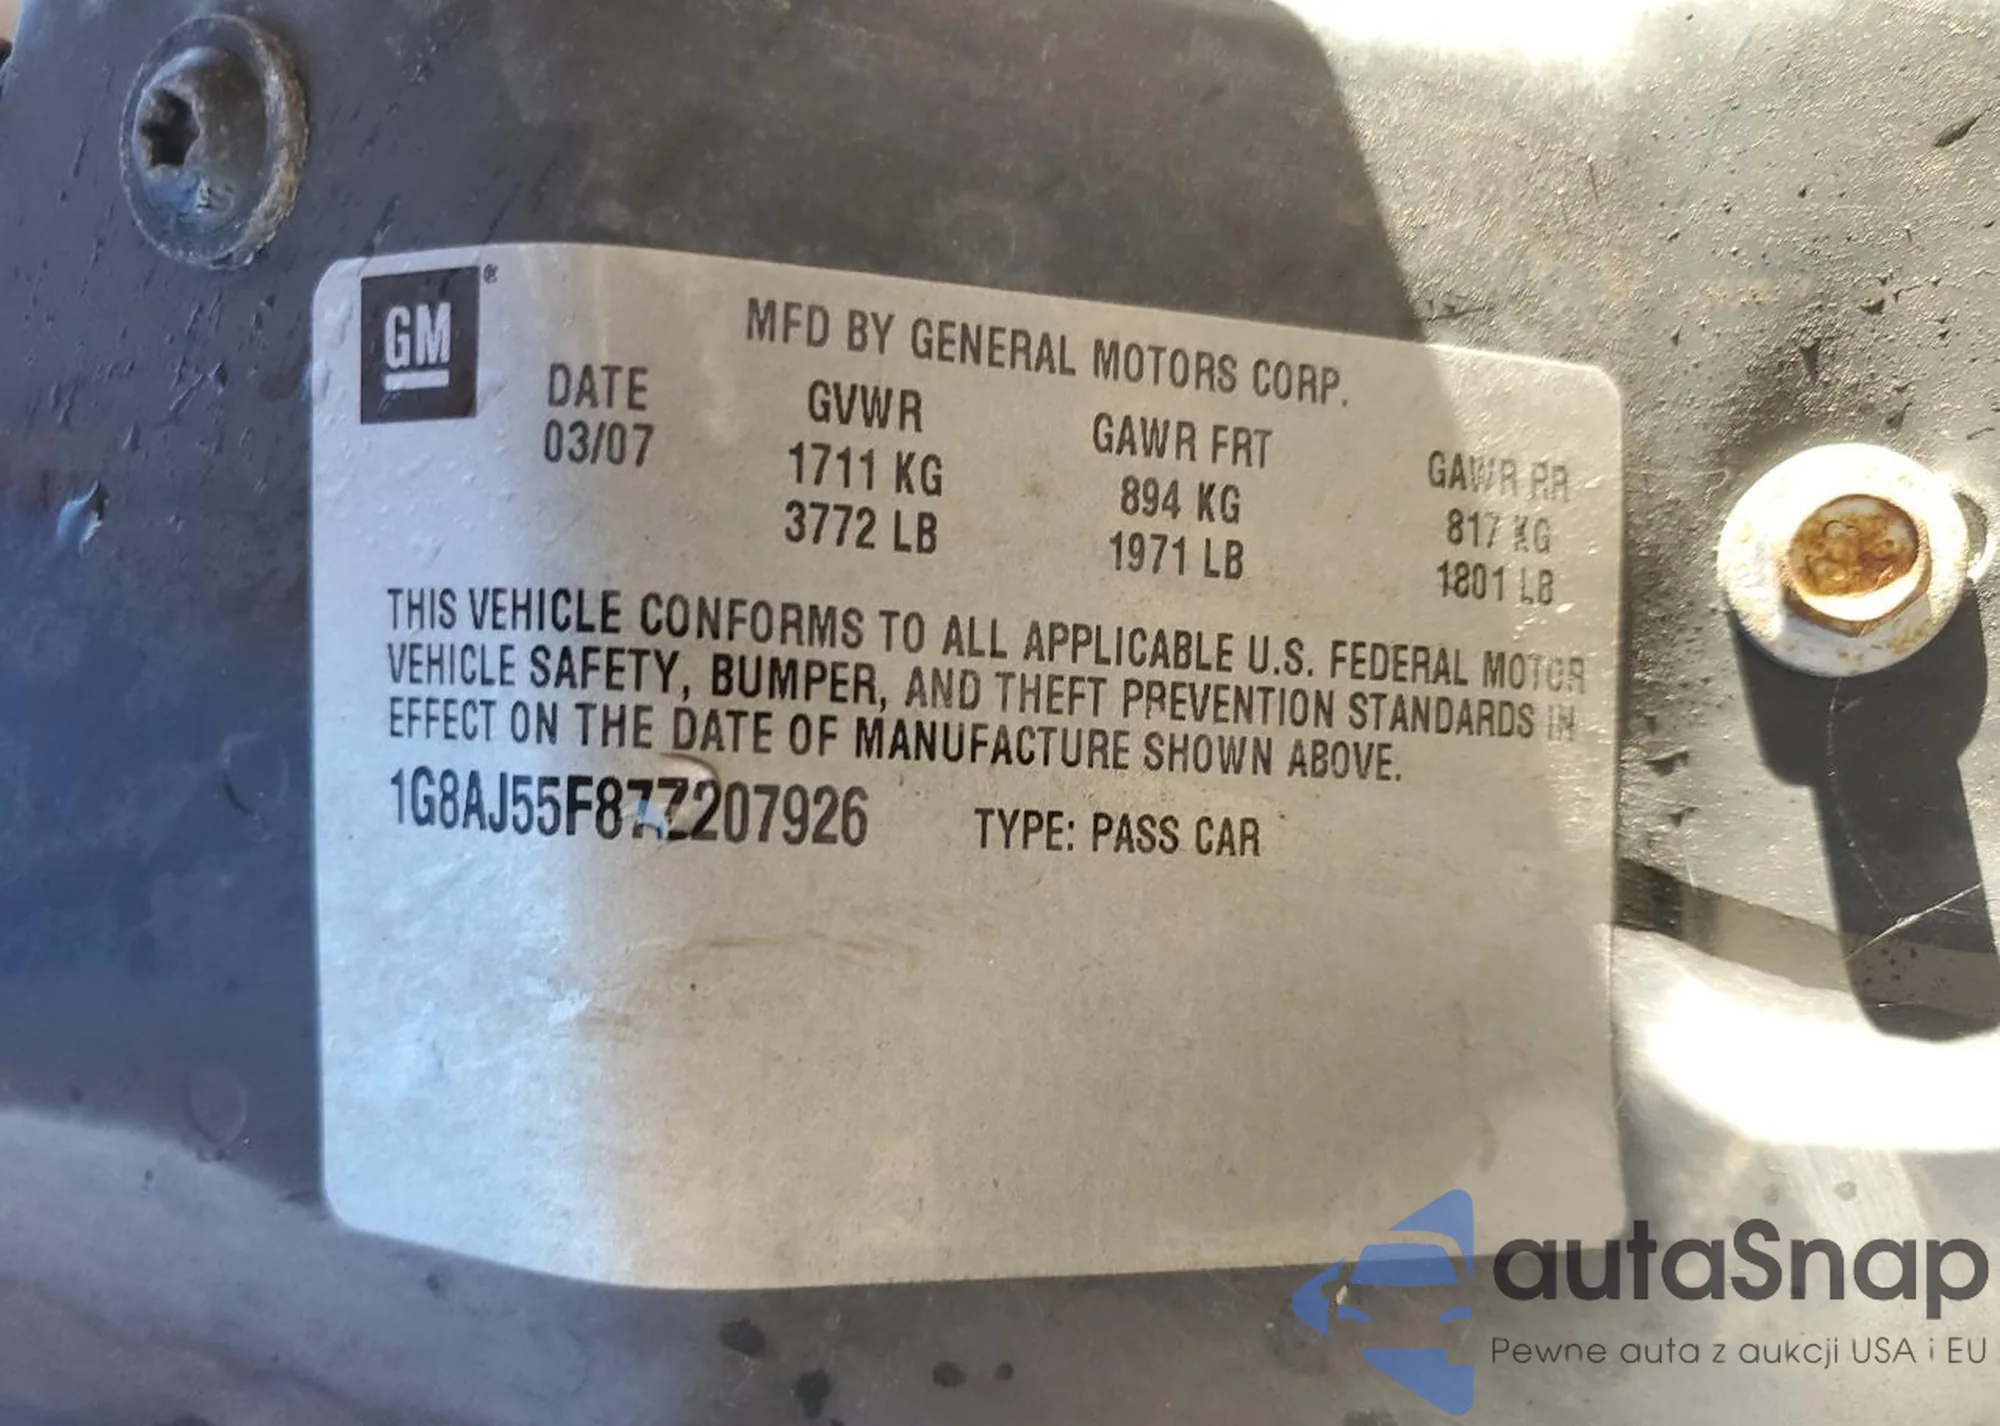 GM®
MFD BY GENERAL MOTORS CORP.
DATE GVWR GAWR FRT GAWR RR
03/07 1711 KG 894 KG 817 KG
3772 LB 1971 LB 1801 LB
THIS VEHICLE CONFORMS TO ALL APPLICABLE U.S. FEDERAL MOTOR
VEHICLE SAFETY, BUMPER, AND THEFT PREVENTION STANDARDS IN
EFFECT ON THE DATE OF MANUFACTURE SHOWN ABOVE.
1G8AJ55F87Z207926 TYPE: PASS CAR
autaSnap
Pewne auta z aukcji USA i EU